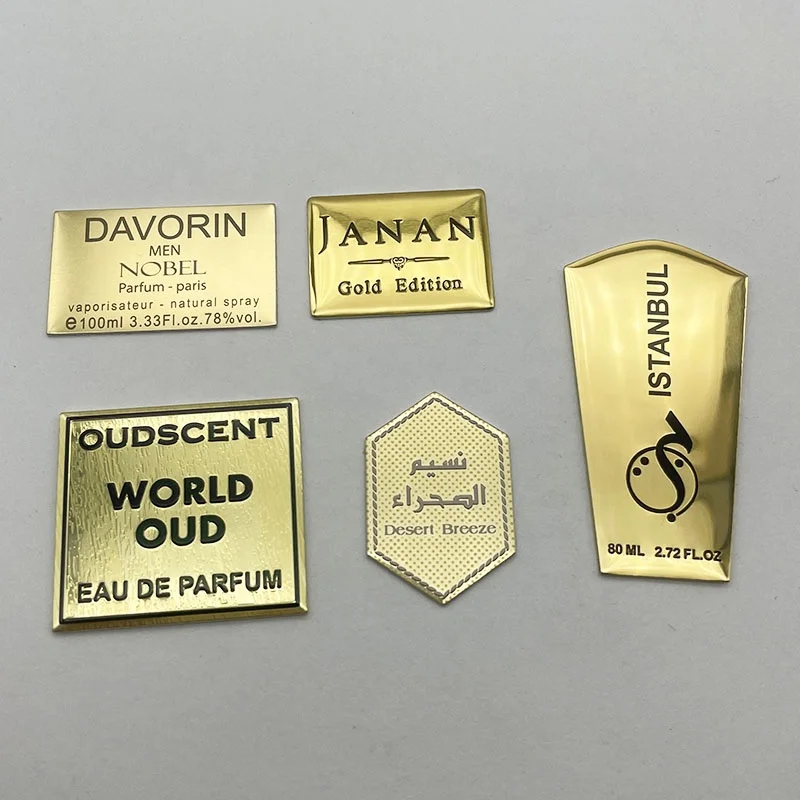 DAVORIN
MEN
NOBEL
Parfum - paris
vaporisateur - natural spray
e100ml 3.33Fl.oz.78%vol.
JANAN
Gold Edition
ISTANBUL
80 ML 2.72 FL.OZ
OUDSCENT
WORLD
OUD
EAU DE PARFUM
نسيم
الصحراء
Desert Breeze